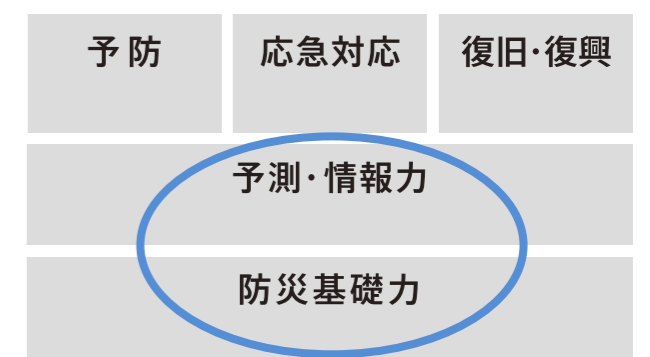 予防
応急対応
復旧・復興
予測・情報力
防災基礎力